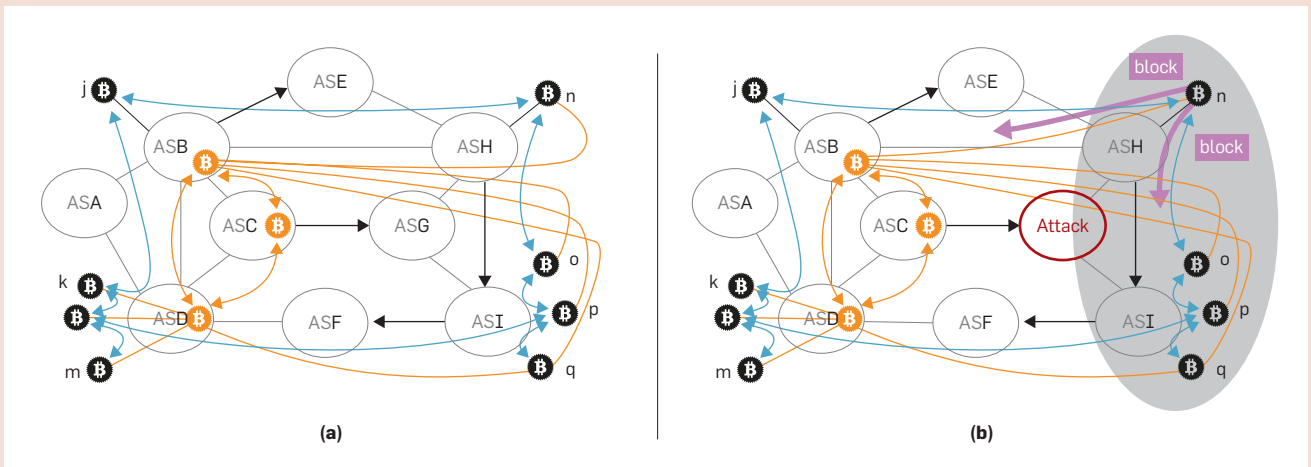 j
ASE
n
ASB
ASH
ASA
ASC
ASG
k
o
ASD
ASF
ASI
p
m
q
(a)
block
j
ASE
n
ASB
ASH
block
ASA
ASC
Attack
k
o
ASD
ASF
ASI
p
m
q
(b)